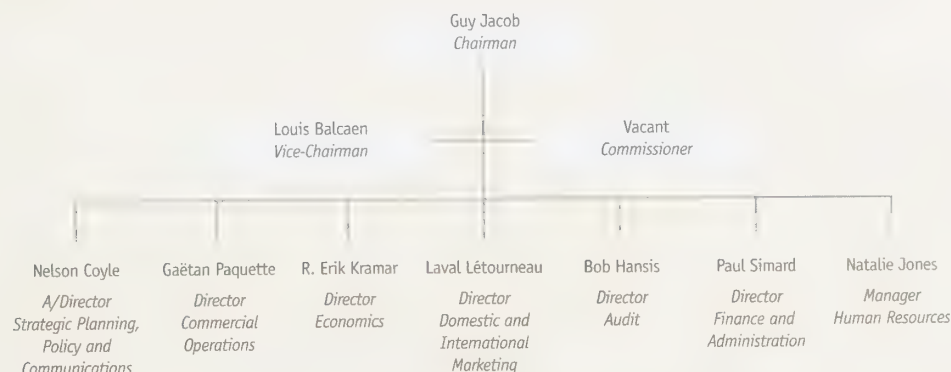 Guy Jacob
Chairman
Louis Balcaen
Vice-Chairman
Vacant
Commissioner
Nelson Coyle
A/Director
Strategic Planning,
Policy and
Communications
Gaëtan Paquette
Director
Commercial
Operations
R. Erik Kramar
Director
Economics
Laval Létourneau
Director
Domestic and
International
Marketing
Bob Hansis
Director
Audit
Paul Simard
Director
Finance and
Administration
Natalie Jones
Manager
Human Resources